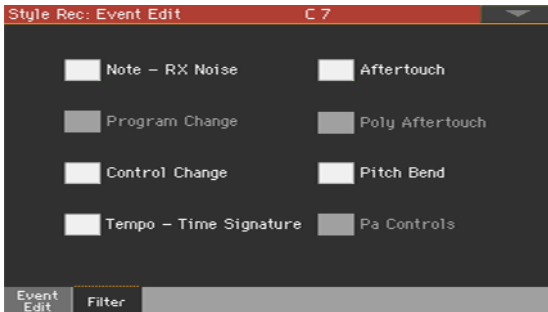 Style Rec: Event Edit C 7
Note – RX Noise Aftertouch
Program Change Poly Aftertouch
Control Change Pitch Bend
Tempo – Time Signature Pa Controls
Event
Edit
Filter